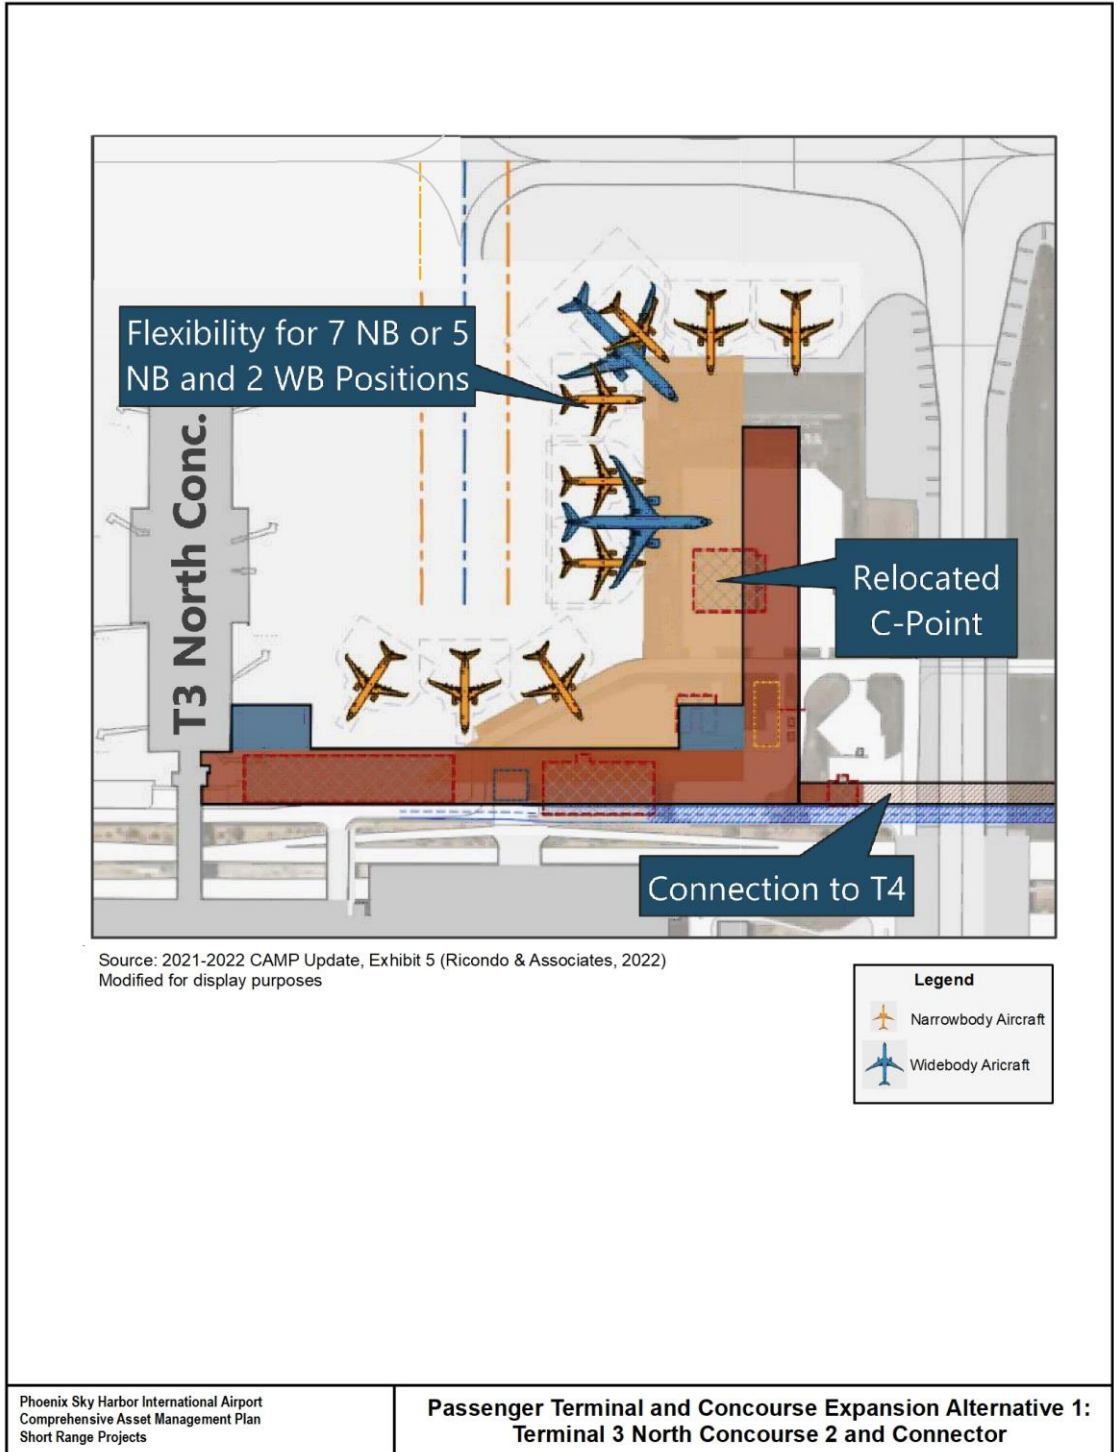 Flexibility for 7 NB or 5
NB and 2 WB Positions
T3 North Conc.
Relocated
C-Point
Connection to T4
Source: 2021-2022 CAMP Update, Exhibit 5 (Ricondo & Associates, 2022)
Modified for display purposes
Legend
Narrowbody Aircraft
Widebody Aricraft
Phoenix Sky Harbor International Airport
Comprehensive Asset Management Plan
Short Range Projects
Passenger Terminal and Concourse Expansion Alternative 1:
Terminal 3 North Concourse 2 and Connector